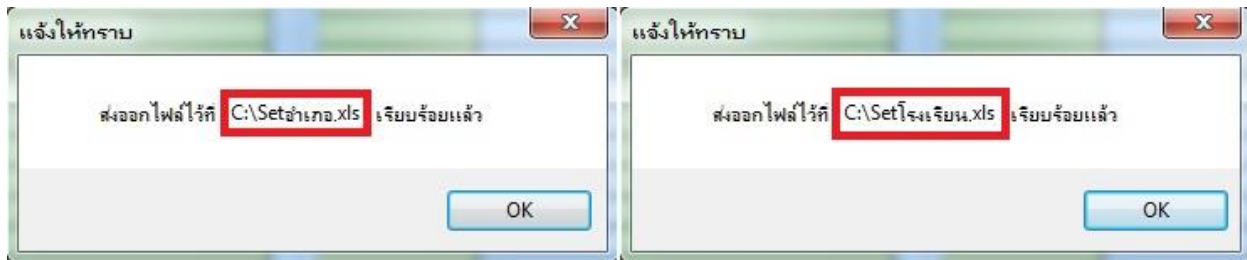 แจ้งให้ทราบ
ส่งออกไฟล์ไว้ที่ C:\Setอำเภอ.xls เรียบร้อยแล้ว
OK
แจ้งให้ทราบ
ส่งออกไฟล์ไว้ที่ C:\Setโรงเรียน.xls เรียบร้อยแล้ว
OK